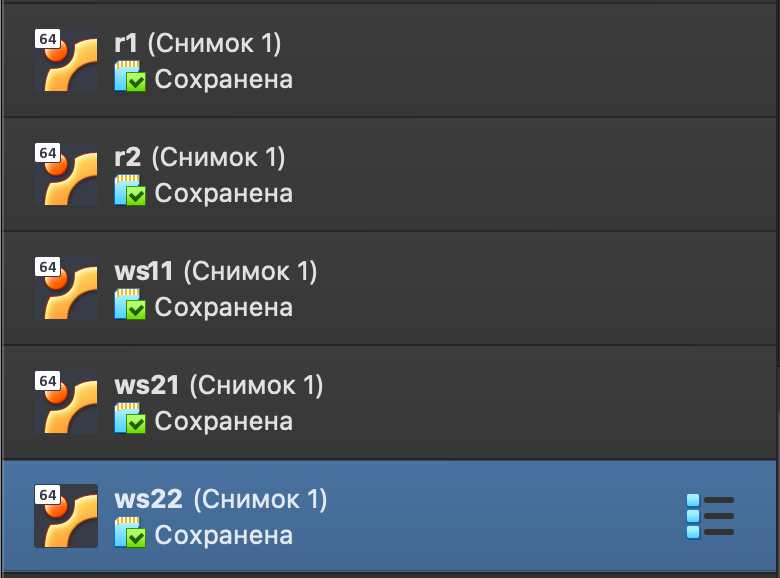 64
r1 (Снимок 1)
Сохранена
64
r2 (Снимок 1)
Сохранена
64
ws11 (Снимок 1)
Сохранена
64
ws21 (Снимок 1)
Сохранена
64
ws22 (Снимок 1)
Сохранена